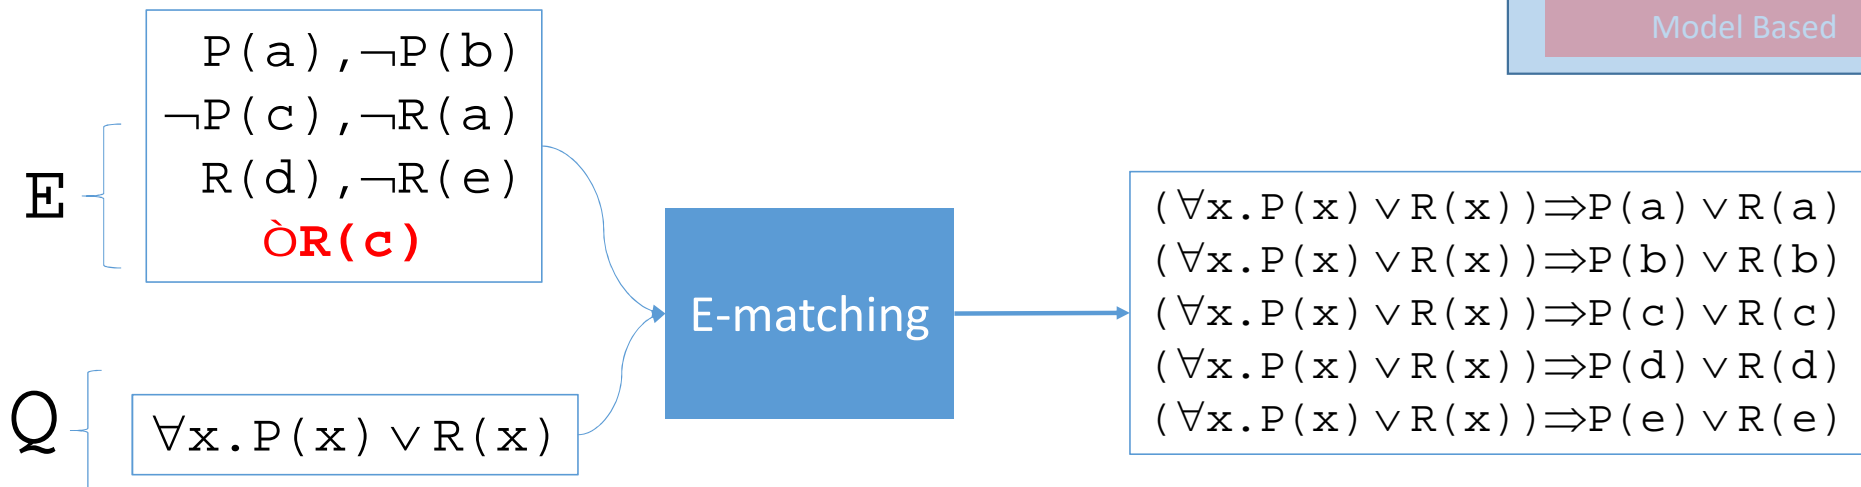 Model Based
P(a),¬P(b)
¬P(c),¬R(a)
R(d),¬R(e)
ÒR(c)
E
E-matching
(∀x.P(x)∨R(x))⇒P(a)∨R(a)
(∀x.P(x)∨R(x))⇒P(b)∨R(b)
(∀x.P(x)∨R(x))⇒P(c)∨R(c)
(∀x.P(x)∨R(x))⇒P(d)∨R(d)
(∀x.P(x)∨R(x))⇒P(e)∨R(e)
Q
∀x.P(x)∨R(x)